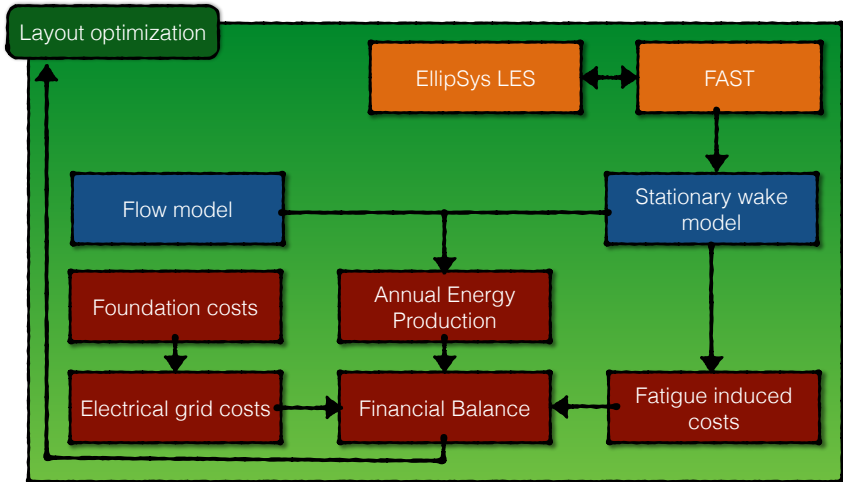 Layout optimization
EllipSys LES
FAST
Flow model
Stationary wake
model
Foundation costs
Annual Energy
Production
Electrical grid costs
Financial Balance
Fatigue induced
costs